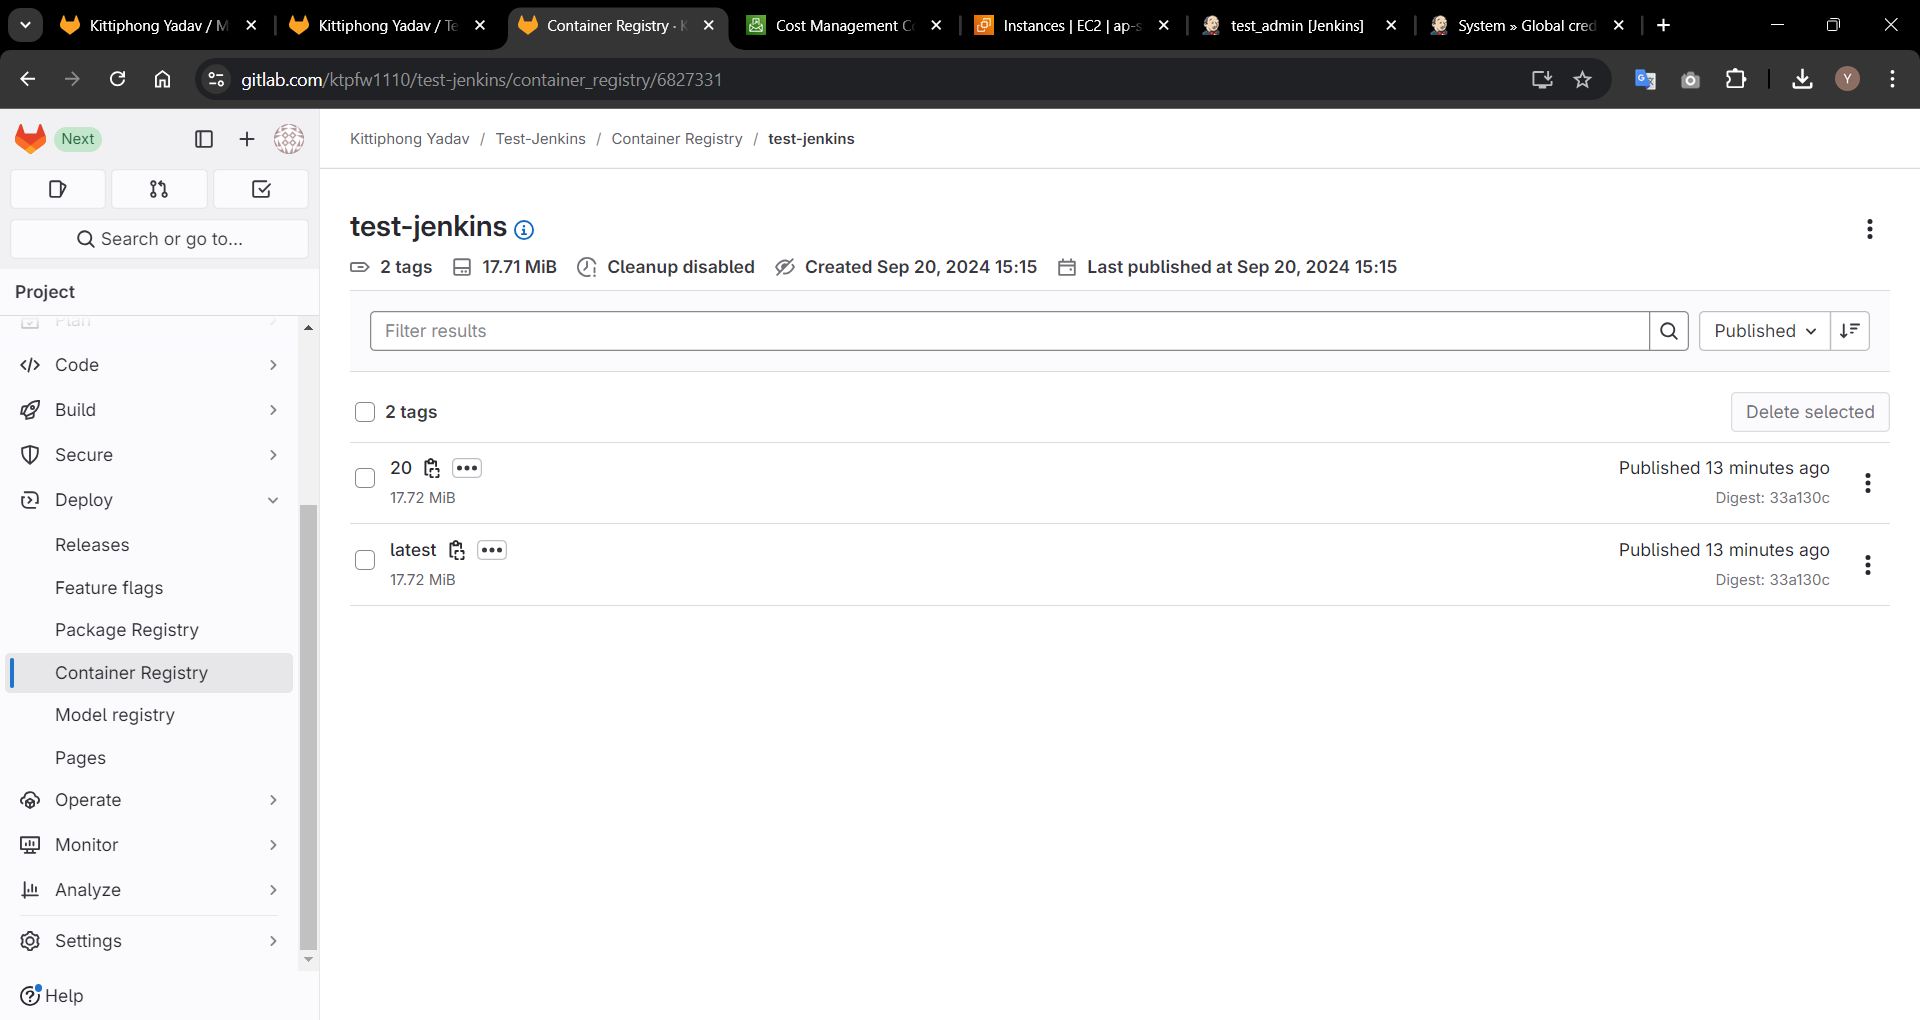 Kittiphong Yadav / M
Kittiphong Yadav / Te
Container Registry · K
Cost Management C
Instances | EC2 | ap-s
test_admin [Jenkins]
System » Global cred
gitlab.com/ktpfw1110/test-jenkins/container_registry/6827331
Y
Next
Search or go to...
Project
Plan
Code
Build
Secure
Deploy
Releases
Feature flags
Package Registry
Container Registry
Model registry
Pages
Operate
Monitor
Analyze
Settings
Help
Kittiphong Yadav / Test-Jenkins / Container Registry / test-jenkins
test-jenkins
2 tags 17.71 MiB Cleanup disabled Created Sep 20, 2024 15:15 Last published at Sep 20, 2024 15:15
Filter results Published
2 tags Delete selected
20 Published 13 minutes ago
17.72 MiB Digest: 33a130c
latest Published 13 minutes ago
17.72 MiB Digest: 33a130c